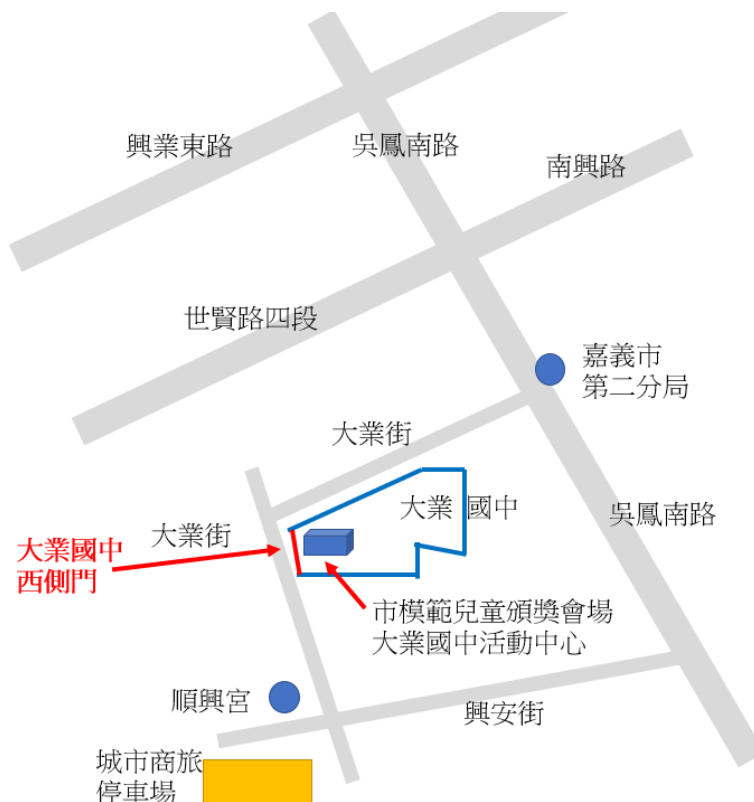 興業東路
吳鳳南路
南興路
世賢路四段
嘉義市
第二分局
大業街
大業 國中
吳鳳南路
大業街
大業國中
西側門
市模範兒童頒獎會場
大業國中活動中心
順興宮
興安街
城市商旅
停車場